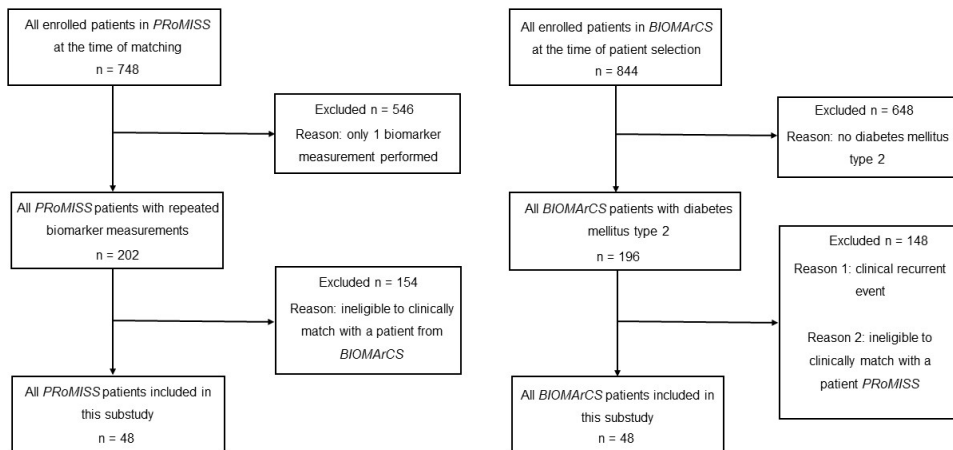 All enrolled patients in PRoMISS
at the time of matching
n = 748
Excluded n = 546
Reason: only 1 biomarker
measurement performed
All PRoMISS patients with repeated
biomarker measurements
n = 202
Excluded n = 154
Reason: ineligible to clinically
match with a patient from
BIOMArCS
All PRoMISS patients included in
this substudy
n = 48
All enrolled patients in BIOMArCS
at the time of patient selection
n = 844
Excluded n = 648
Reason: no diabetes mellitus
type 2
All BIOMArCS patients with diabetes
mellitus type 2
n = 196
Excluded n = 148
Reason 1: clinical recurrent
event
Reason 2: ineligible to
clinically match with a
patient PRoMISS
All BIOMArCS patients included in
this substudy
n = 48